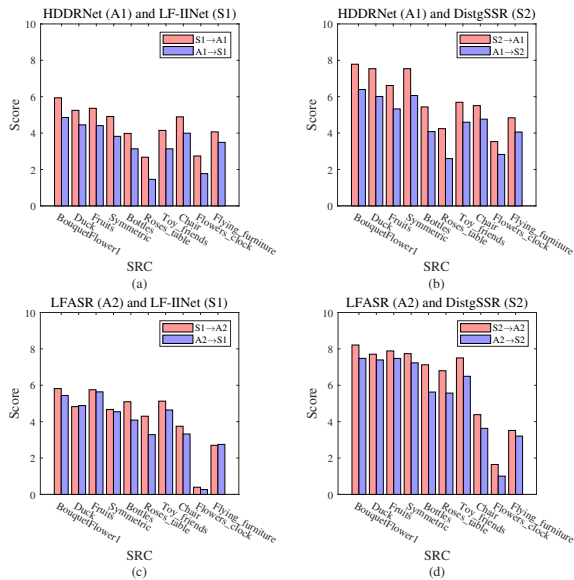 HDDRNet (A1) and LF-IINet (S1)
S1→A1
A1→S1
Score
10
8
6
4
2
0
BouquetFlower1
Duck
Fruits
Symmetric
Bottles
Roses_table
Toy_friends
Chair
Flowers_clock
Flying_furniture
SRC
(a)
HDDRNet (A1) and DistgSSR (S2)
S2→A1
A1→S2
Score
10
8
6
4
2
0
BouquetFlower1
Duck
Fruits
Symmetric
Bottles
Roses_table
Toy_friends
Chair
Flowers_clock
Flying_furniture
SRC
(b)
LFASR (A2) and LF-IINet (S1)
S1→A2
A2→S1
Score
10
8
6
4
2
0
BouquetFlower1
Duck
Fruits
Symmetric
Bottles
Roses_table
Toy_friends
Chair
Flowers_clock
Flying_furniture
SRC
(c)
LFASR (A2) and DistgSSR (S2)
S2→A2
A2→S2
Score
10
8
6
4
2
0
BouquetFlower1
Duck
Fruits
Symmetric
Bottles
Roses_table
Toy_friends
Chair
Flowers_clock
Flying_furniture
SRC
(d)